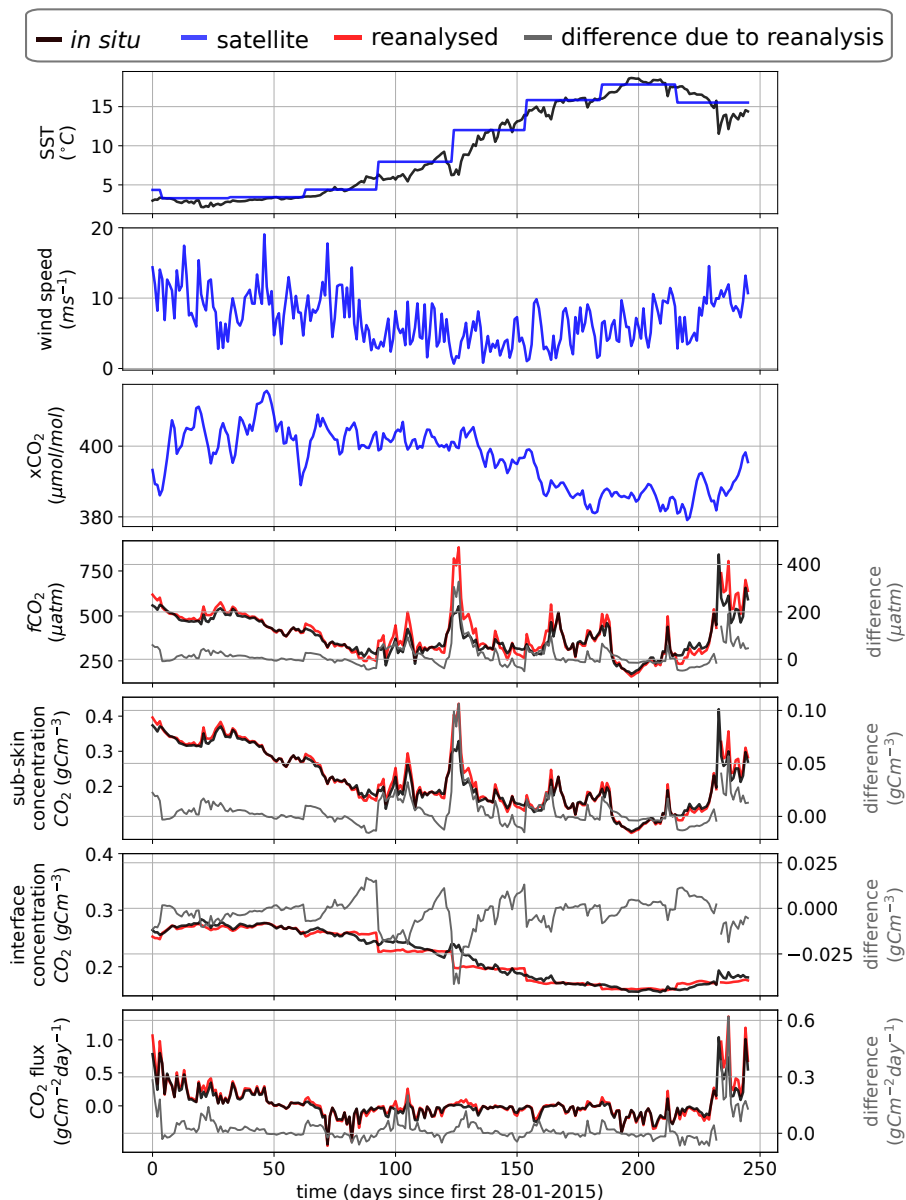 in situ satellite reanalysed difference due to reanalysis
SST
(°C)
15
10
5
wind speed
(ms⁻¹)
20
10
0
xCO₂
(μmol/mol)
400
380
fCO₂
(μatm)
750
500
250
400
200
0
difference
(μatm)
sub-skin
concentration
CO₂ (gCm⁻³)
0.4
0.3
0.2
0.10
0.05
0.00
difference
(gCm⁻³)
interface
concentration
CO₂ (gCm⁻³)
0.4
0.3
0.2
0.025
0.000
−0.025
difference
(gCm⁻³)
CO₂ flux
(gCm⁻²day⁻¹)
1.0
0.5
0.0
0.6
0.3
0.0
difference
(gCm⁻²day⁻¹)
0 50 100 150 200 250
time (days since first 28-01-2015)